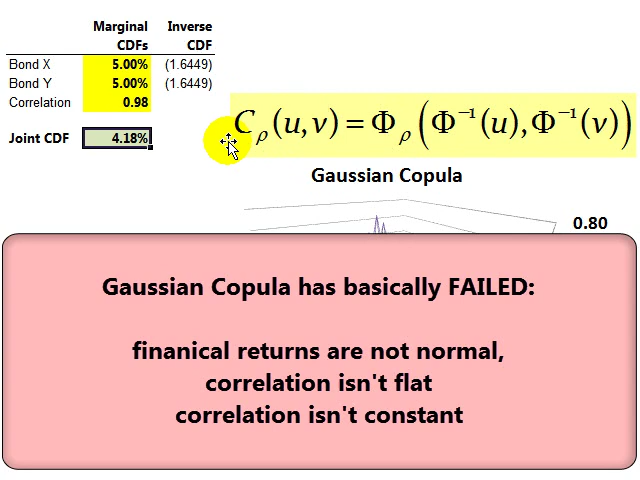 Marginal Inverse
CDFs CDF
Bond X 5.00% (1.6449)
Bond Y 5.00% (1.6449)
Correlation 0.98
Joint CDF 4.18%
C_ρ(u,v) = Φ_ρ(Φ⁻¹(u),Φ⁻¹(v))
Gaussian Copula
0.80
Gaussian Copula has basically FAILED:
finanical returns are not normal,
correlation isn't flat
correlation isn't constant